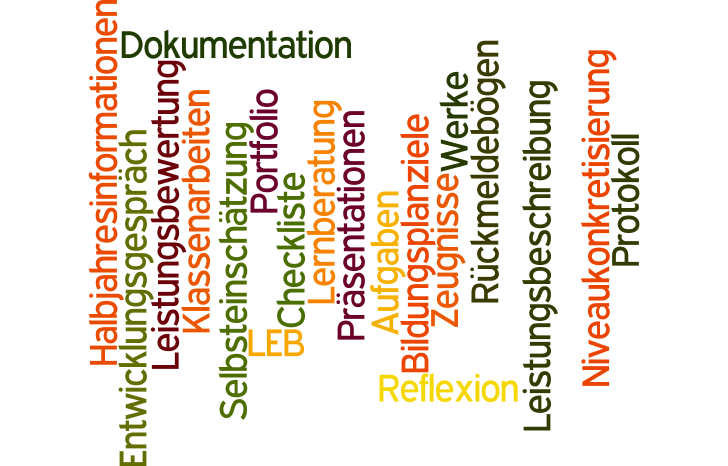 Halbjahresinformationen
Dokumentation
Entwicklungsgespräch
Leistungsbewertung
Klassenarbeiten
Selbsteinschätzung
Portfolio
LEB
Checkliste
Lernberatung
Präsentationen
Aufgaben
Reflexion
Bildungsplanziele
Zeugnisse
Werke
Rückmeldebögen
Leistungsbeschreibung
Niveaukonkretisierung
Protokoll